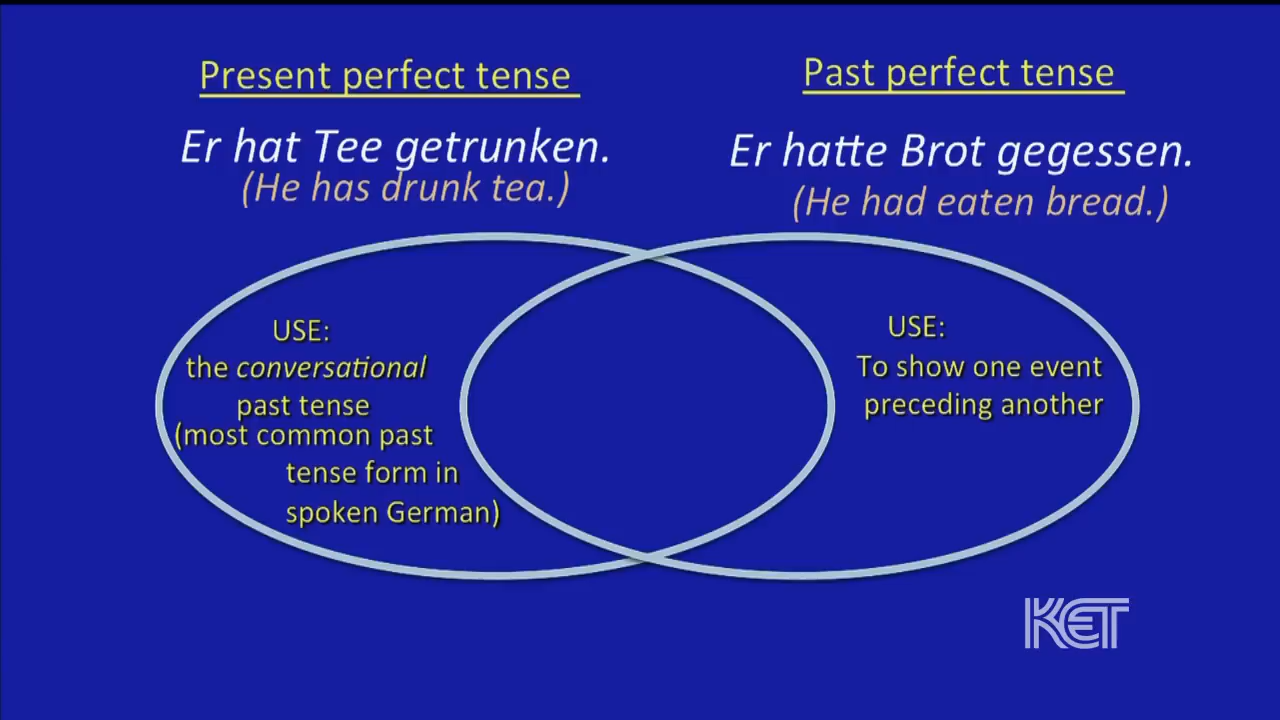 Present perfect tense
Er hat Tee getrunken.
(He has drunk tea.)
Past perfect tense
Er hatte Brot gegessen.
(He had eaten bread.)
USE:
the conversational
past tense
(most common past
tense form in
spoken German)
USE:
To show one event
preceding another
KET